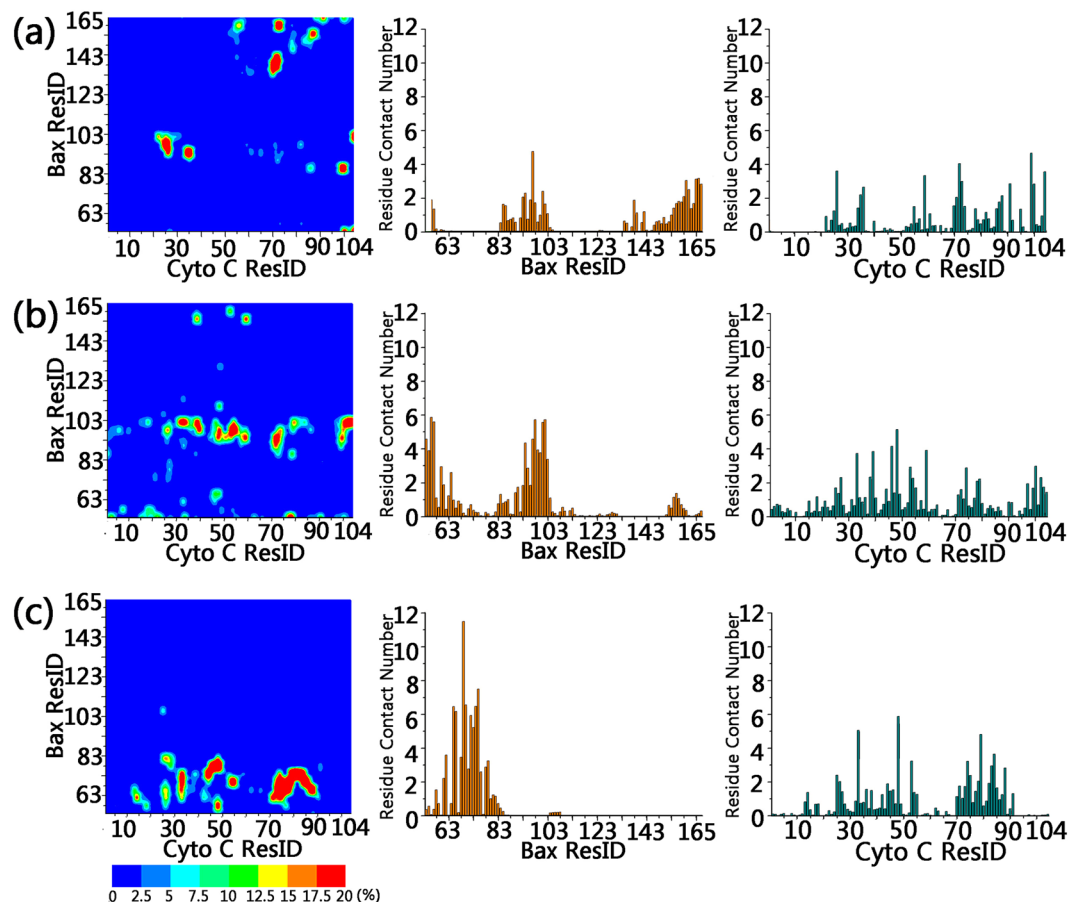 (a)
165
143
123
103
83
63
Bax ResID
10 30 50 70 90 104
Cyto C ResID
12
10
8
6
4
2
0
Residue Contact Number
63 83 103 123 143 165
Bax ResID
12
10
8
6
4
2
0
Residue Contact Number
10 30 50 70 90 104
Cyto C ResID
(b)
165
143
123
103
83
63
Bax ResID
10 30 50 70 90 104
Cyto C ResID
12
10
8
6
4
2
0
Residue Contact Number
63 83 103 123 143 165
Bax ResID
12
10
8
6
4
2
0
Residue Contact Number
10 30 50 70 90 104
Cyto C ResID
(c)
165
143
123
103
83
63
Bax ResID
10 30 50 70 90 104
Cyto C ResID
12
10
8
6
4
2
0
Residue Contact Number
63 83 103 123 143 165
Bax ResID
12
10
8
6
4
2
0
Residue Contact Number
10 30 50 70 90 104
Cyto C ResID
0 2.5 5 7.5 10 12.5 15 17.5 20 (%)